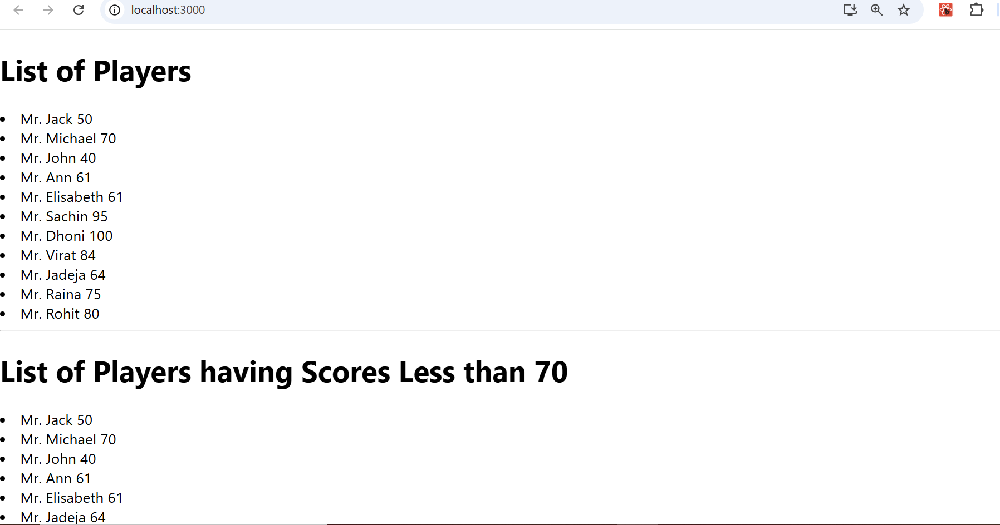 localhost:3000
List of Players
Mr. Jack 50
Mr. Michael 70
Mr. John 40
Mr. Ann 61
Mr. Elisabeth 61
Mr. Sachin 95
Mr. Dhoni 100
Mr. Virat 84
Mr. Jadeja 64
Mr. Raina 75
Mr. Rohit 80
List of Players having Scores Less than 70
Mr. Jack 50
Mr. Michael 70
Mr. John 40
Mr. Ann 61
Mr. Elisabeth 61
Mr. Jadeja 64